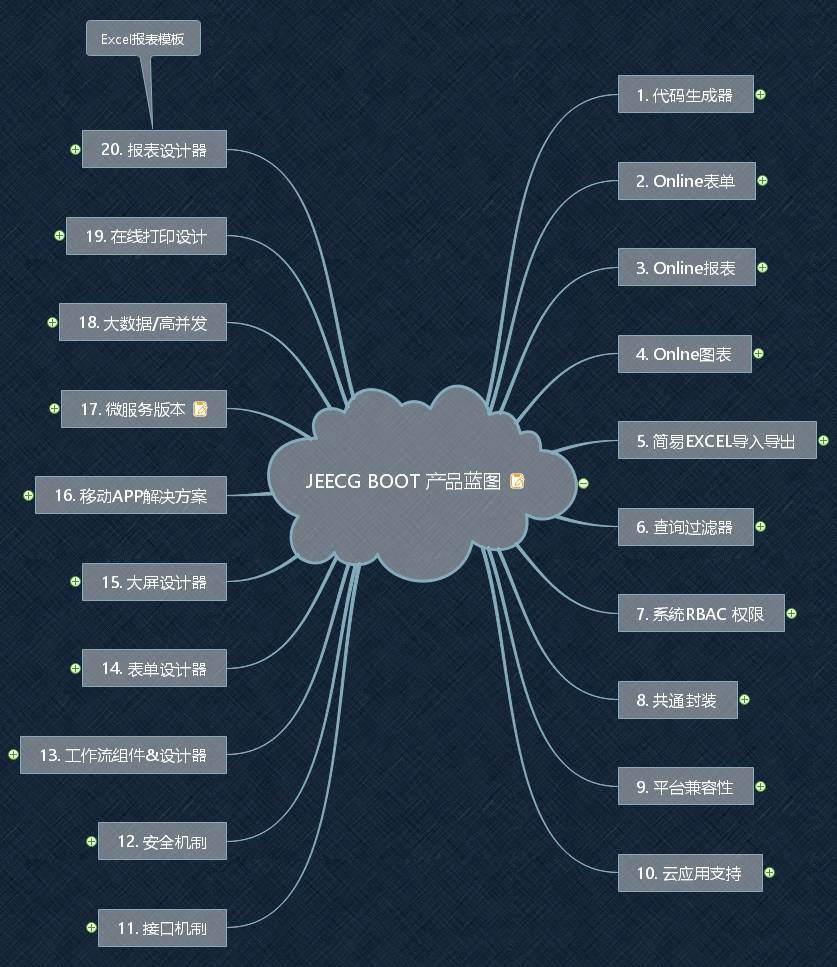 Excel报表模板
20. 报表设计器
19. 在线打印设计
18. 大数据/高并发
17. 微服务版本
16. 移动APP解决方案
15. 大屏设计器
14. 表单设计器
13. 工作流组件&设计器
12. 安全机制
11. 接口机制
JEECG BOOT 产品蓝图
1. 代码生成器
2. Online表单
3. Online报表
4. Onlne图表
5. 简易EXCEL导入导出
6. 查询过滤器
7. 系统RBAC 权限
8. 共通封装
9. 平台兼容性
10. 云应用支持